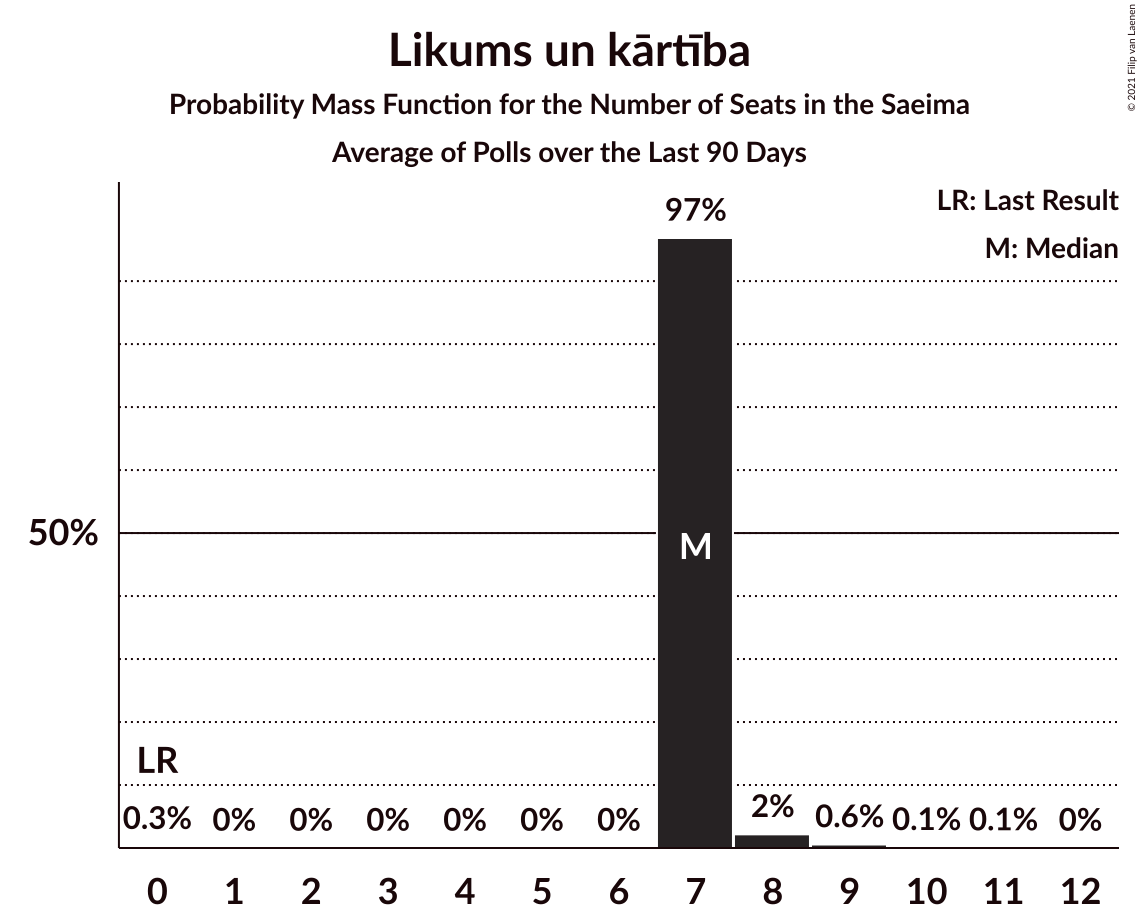 Likums un kārtība
Probability Mass Function for the Number of Seats in the Saeima
Average of Polls over the Last 90 Days
© 2021 Filip van Laenen
LR: Last Result
M: Median
97%
50%
M
LR
0.3% 0% 0% 0% 0% 0% 0% 2% 0.6% 0.1% 0.1% 0%
0 1 2 3 4 5 6 7 8 9 10 11 12